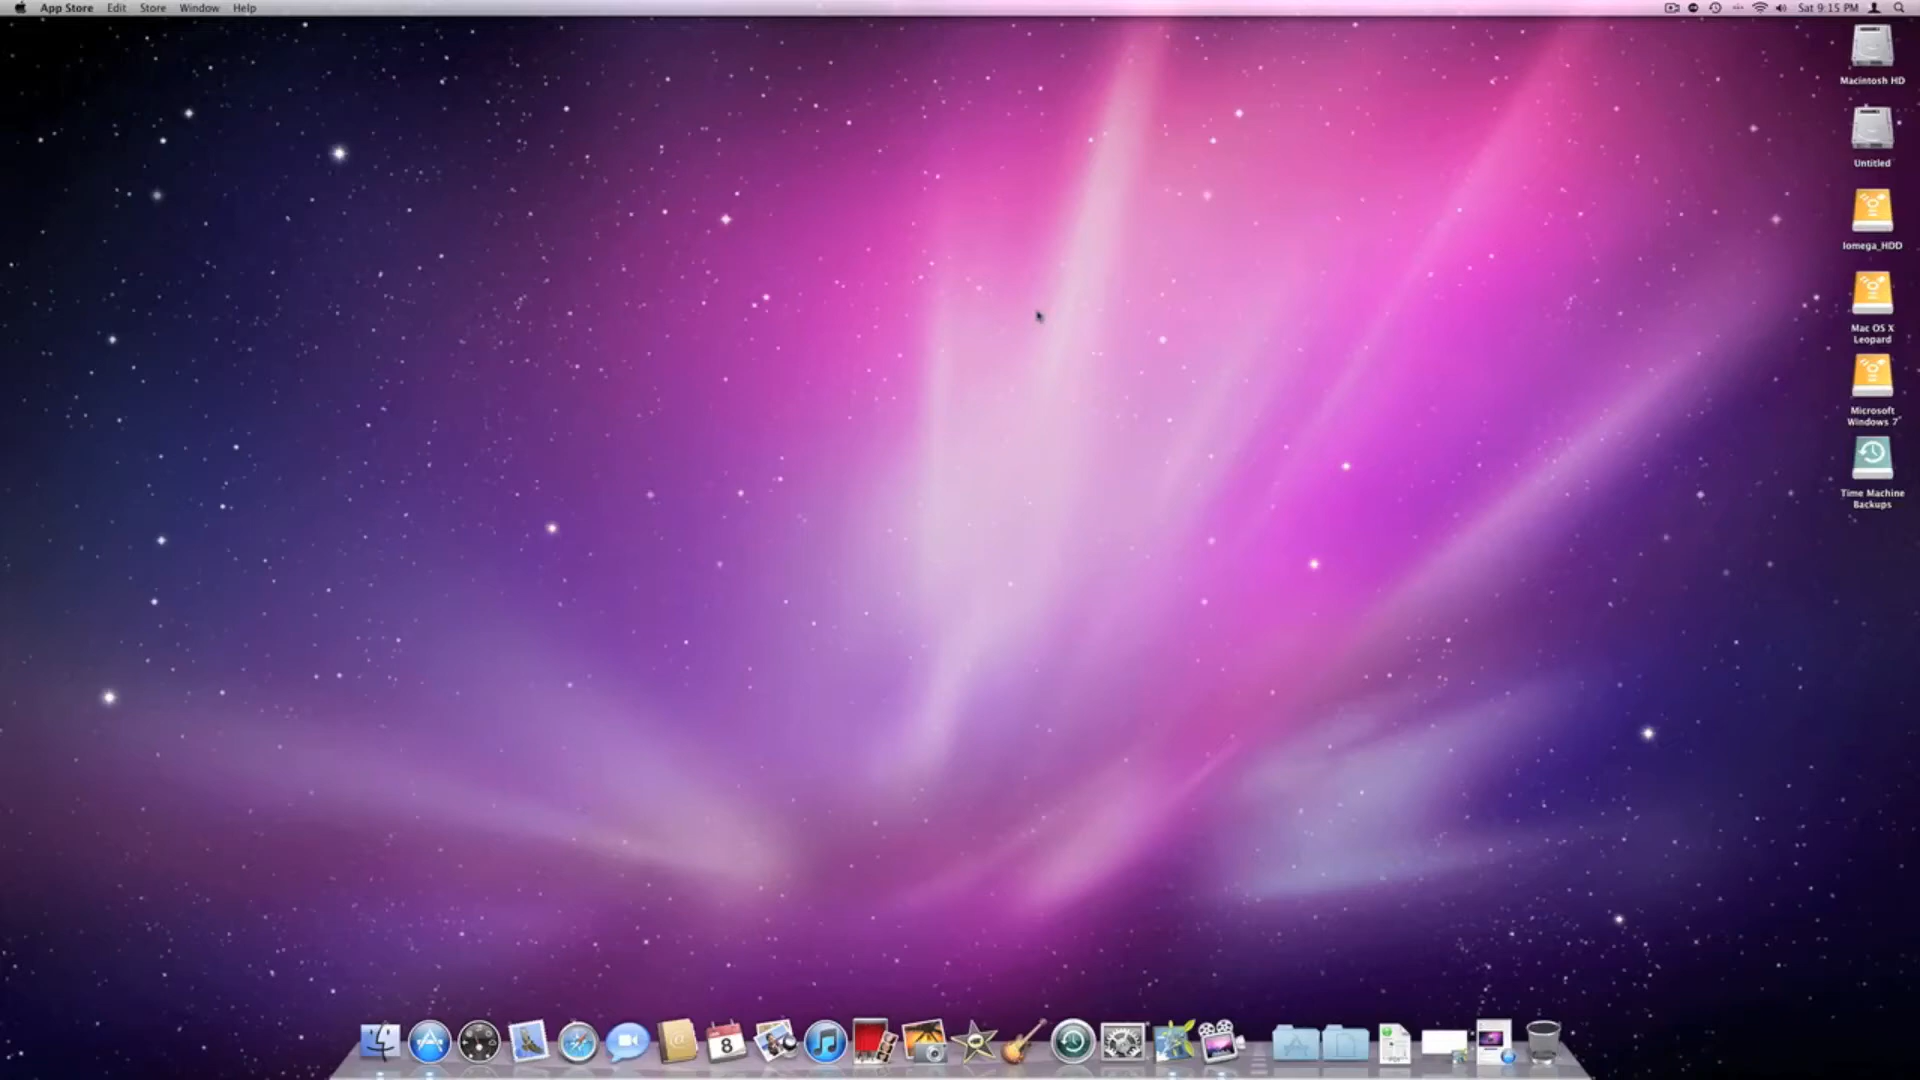 App Store Edit Store Window Help Sat 9:15 PM
Macintosh HD
Untitled
Iomega_HDD
Mac OS X
Leopard
Microsoft
Windows 7
Time Machine
Backups
8